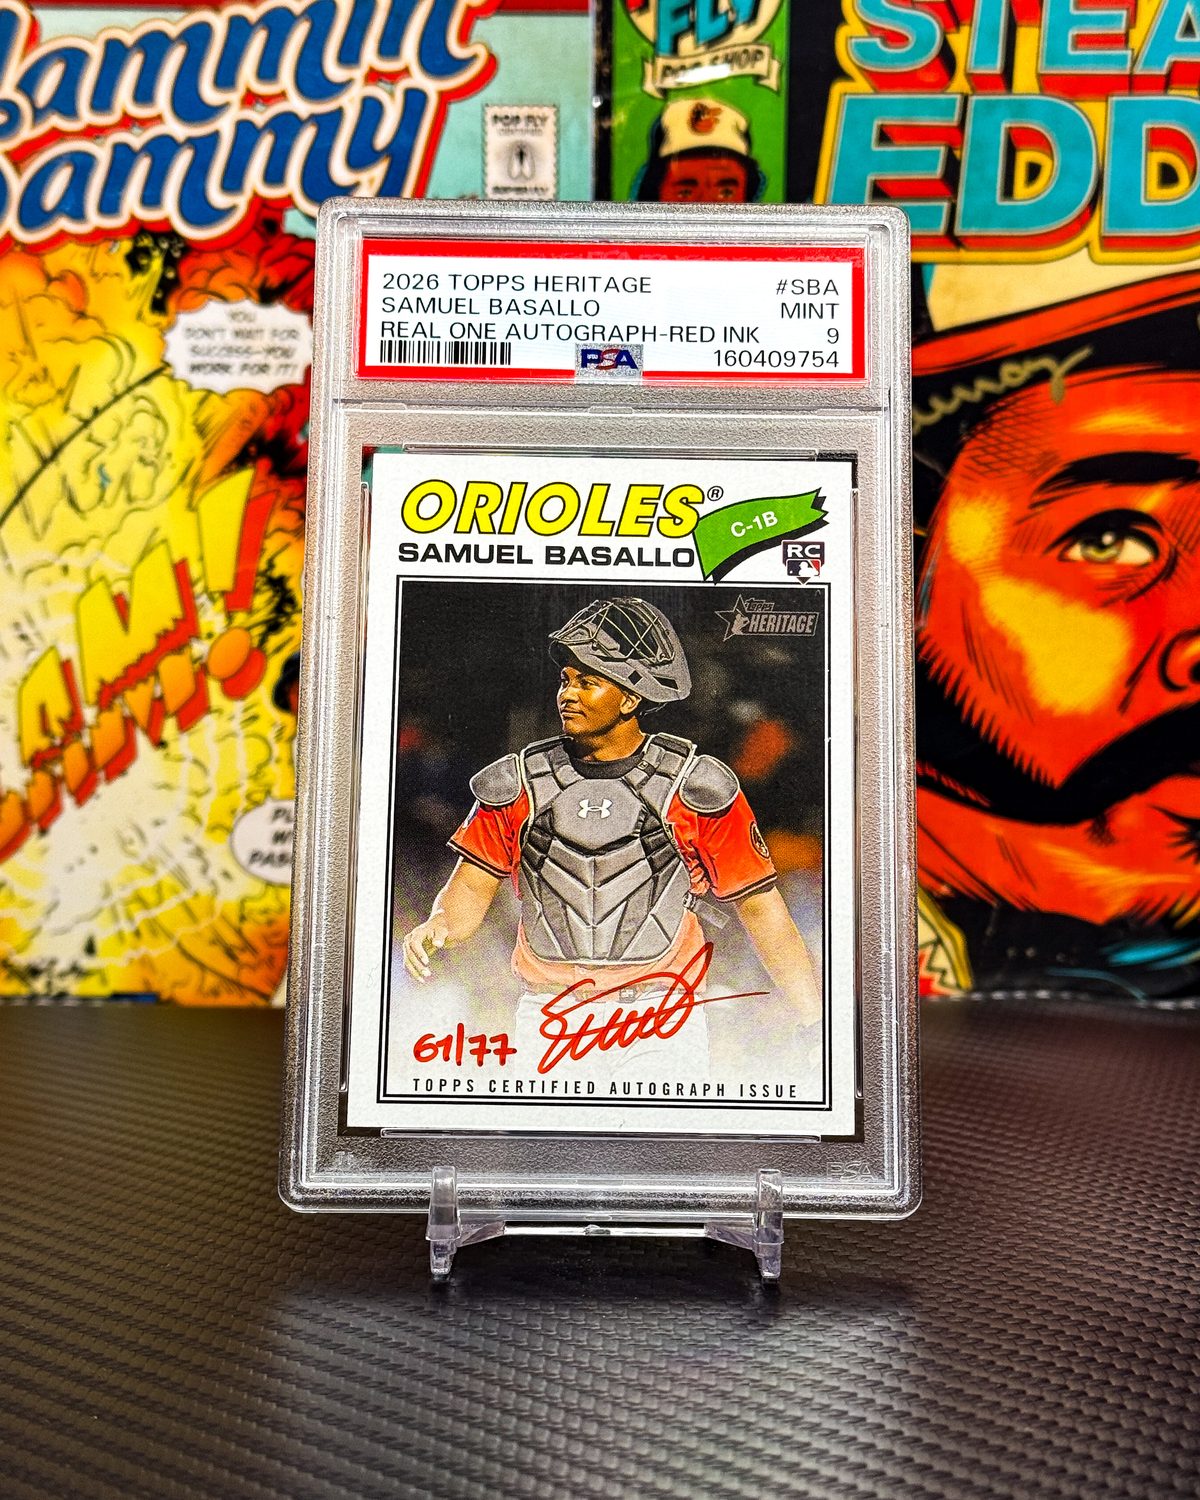 Jammin'
Sammy
POP FLY
FLY
POP SHOP
STEA
EDD
YOU
DON'T WAIT FOR
SUCCESS—YOU
WORK FOR IT!
2026 TOPPS HERITAGE #SBA
SAMUEL BASALLO MINT
REAL ONE AUTOGRAPH-RED INK 9
PSA 160409754
ORIOLES®
C-1B
SAMUEL BASALLO
RC
TOPPS
HERITAGE
61/77
TOPPS CERTIFIED AUTOGRAPH ISSUE
PSA